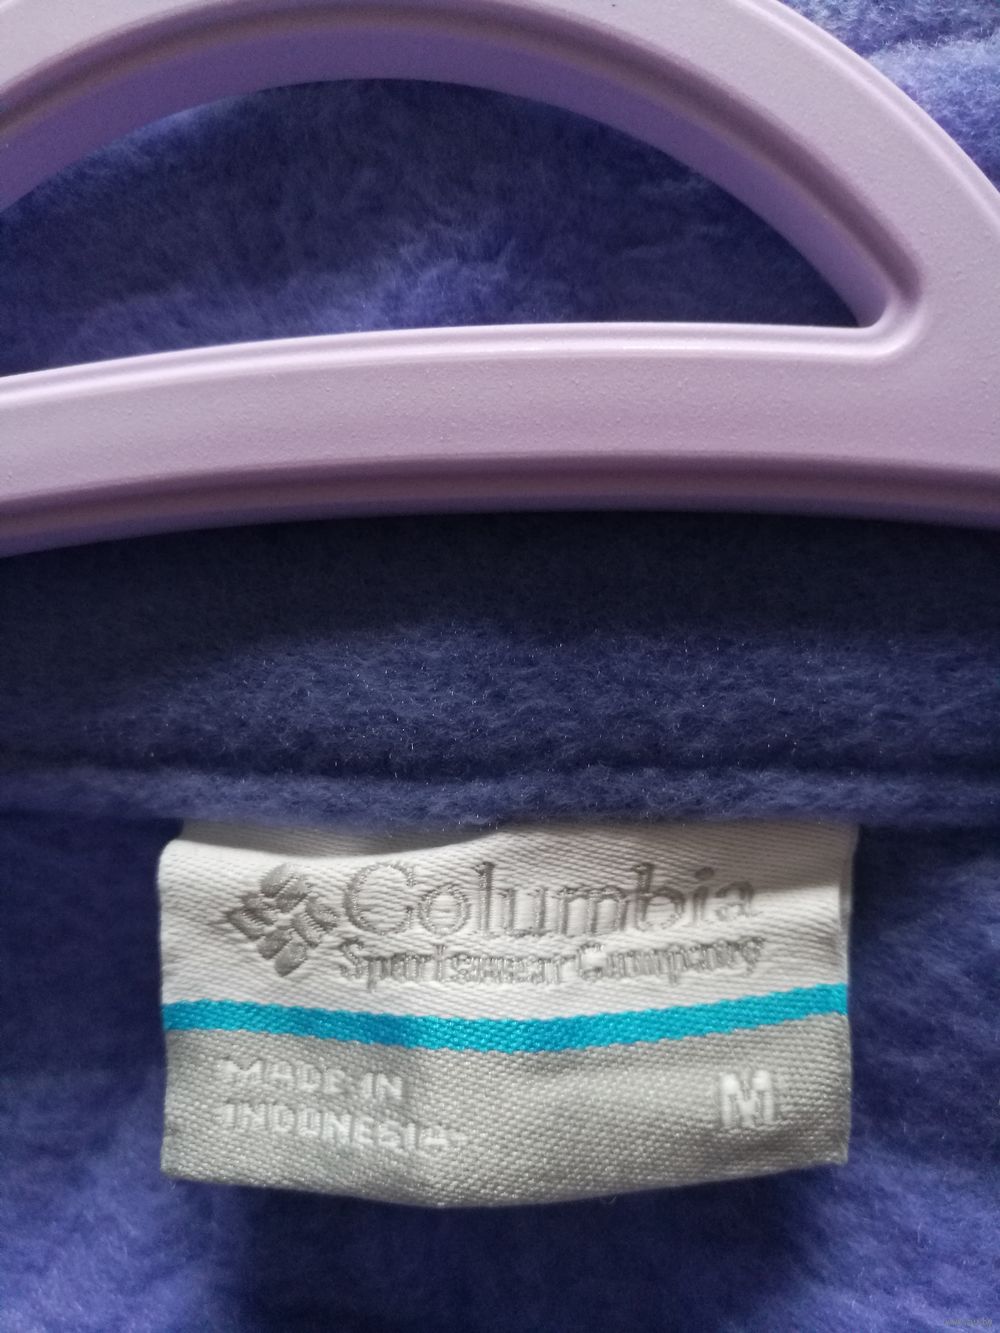 Columbia
Sportswear Company
MADE IN
INDONESIA
M